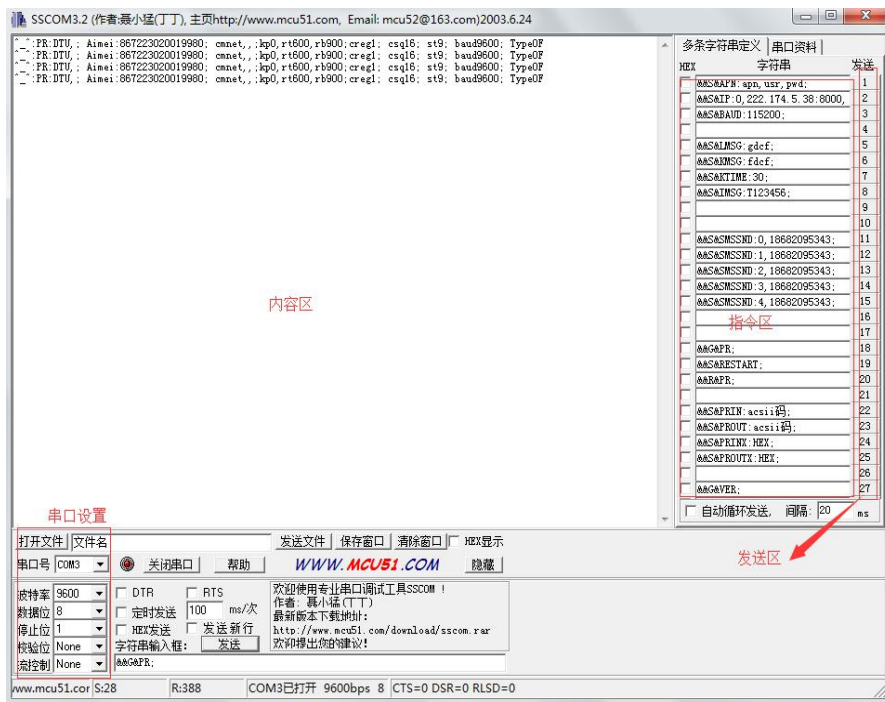 SSCOM3.2 (作者:聂小猛(丁丁), 主页http://www.mcu51.com, Email: mcu52@163.com)2003.6.24
^_^:PR:DTU,; Aimei:867223020019980; cmnet,,;kp0,rt600,rb900;creg1; csq16; st9; baud9600; Type0F
^_^:PR:DTU,; Aimei:867223020019980; cmnet,,;kp0,rt600,rb900;creg1; csq16; st9; baud9600; Type0F
^_^:PR:DTU,; Aimei:867223020019980; cmnet,,;kp0,rt600,rb900;creg1; csq16; st9; baud9600; Type0F
^_^:PR:DTU,; Aimei:867223020019980; cmnet,,;kp0,rt600,rb900;creg1; csq16; st9; baud9600; Type0F
内容区
多条字符串定义 串口资料
HEX 字符串 发送
&&S&APN:apn,usr,pwd; 1
&&S&IP:0,222.174.5.38:8000, 2
&&S&BAUD:115200; 3
4
&&S&LMSG:gdcf; 5
&&S&KMSG:fdcf; 6
&&S&KTIME:30; 7
&&S&IMSG:T123456; 8
9
10
&&S&SMSSND:0,18682095343; 11
&&S&SMSSND:1,18682095343; 12
&&S&SMSSND:2,18682095343; 13
&&S&SMSSND:3,18682095343; 14
&&S&SMSSND:4,18682095343; 15
16
指令区
17
&&G&PR; 18
&&S&RESTART; 19
&&R&PR; 20
21
&&S&PRIN:acsii码; 22
&&S&PROUT:acsii码; 23
&&S&PRINX:HEX; 24
&&S&PROUTX:HEX; 25
26
&&G&VER; 27
自动循环发送, 间隔: 20 ms
发送区
串口设置
打开文件 文件名 发送文件 保存窗口 清除窗口 HEX显示
串口号 COM3 关闭串口 帮助 WWW.MCU51.COM 隐藏
波特率 9600 DTR RTS
数据位 8 定时发送 100 ms/次
停止位 1 HEX发送 发送新行
校验位 None 字符串输入框: 发送
流控制 None &&G&PR;
欢迎使用专业串口调试工具SSCOM !
作者: 聂小猛(丁丁)
最新版本下载地址:
http://www.mcu51.com/download/sscom.rar
欢迎提出您的建议!
www.mcu51.cor S:28 R:388 COM3已打开 9600bps 8 CTS=0 DSR=0 RLSD=0